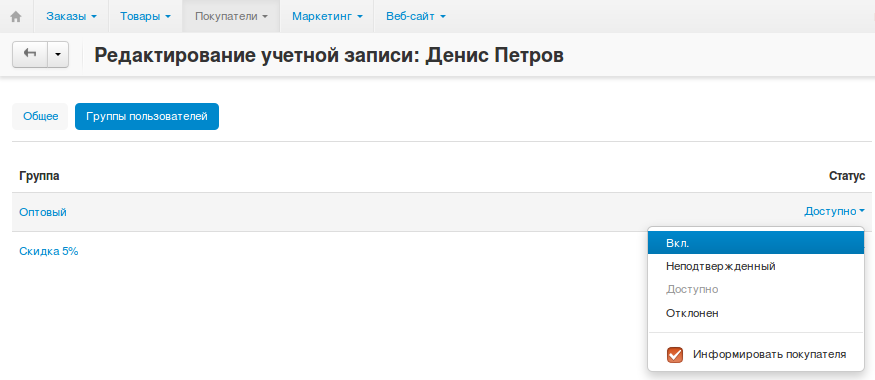 Заказы Товары Покупатели Маркетинг Веб-сайт
Редактирование учетной записи: Денис Петров
Общее Группы пользователей
Группа Статус
Оптовый Доступно
Скидка 5%
Вкл.
Неподтвержденный
Доступно
Отклонен
Информировать покупателя